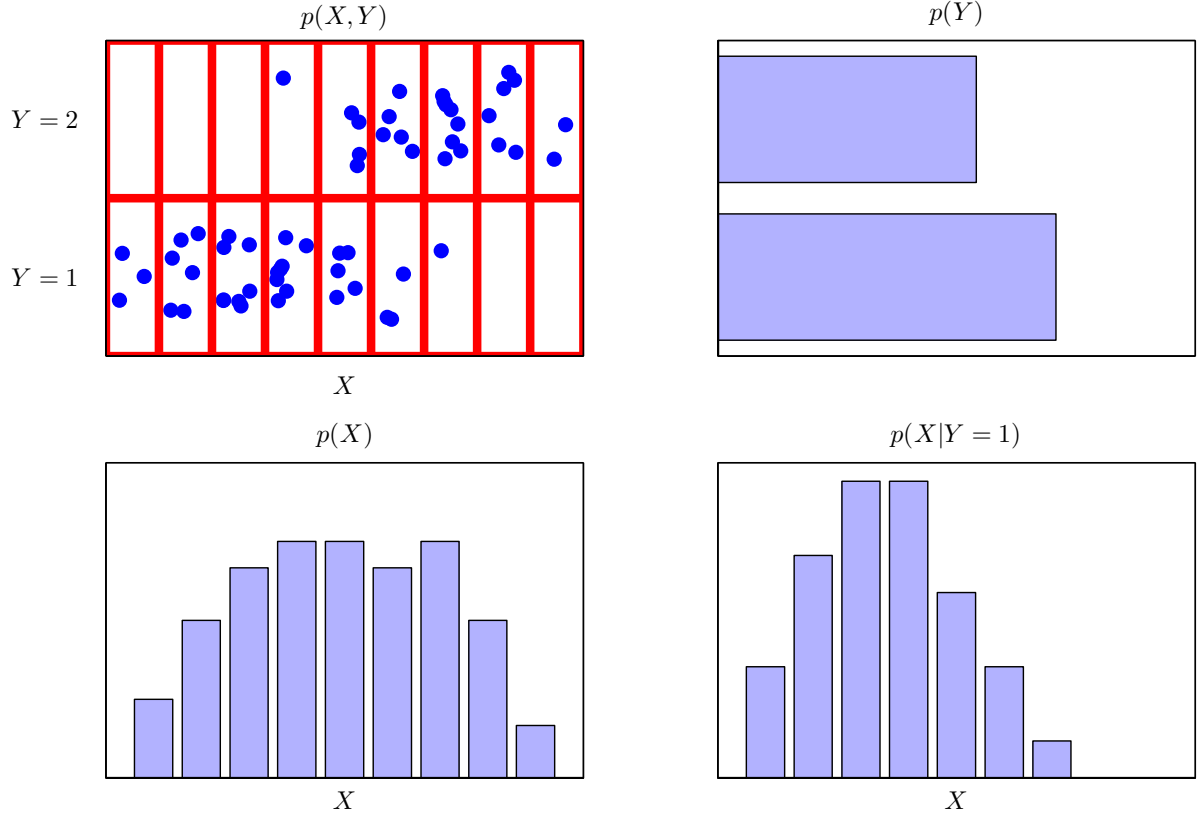 p(X, Y)
Y = 2
Y = 1
X
p(Y)
p(X)
X
p(X|Y = 1)
X